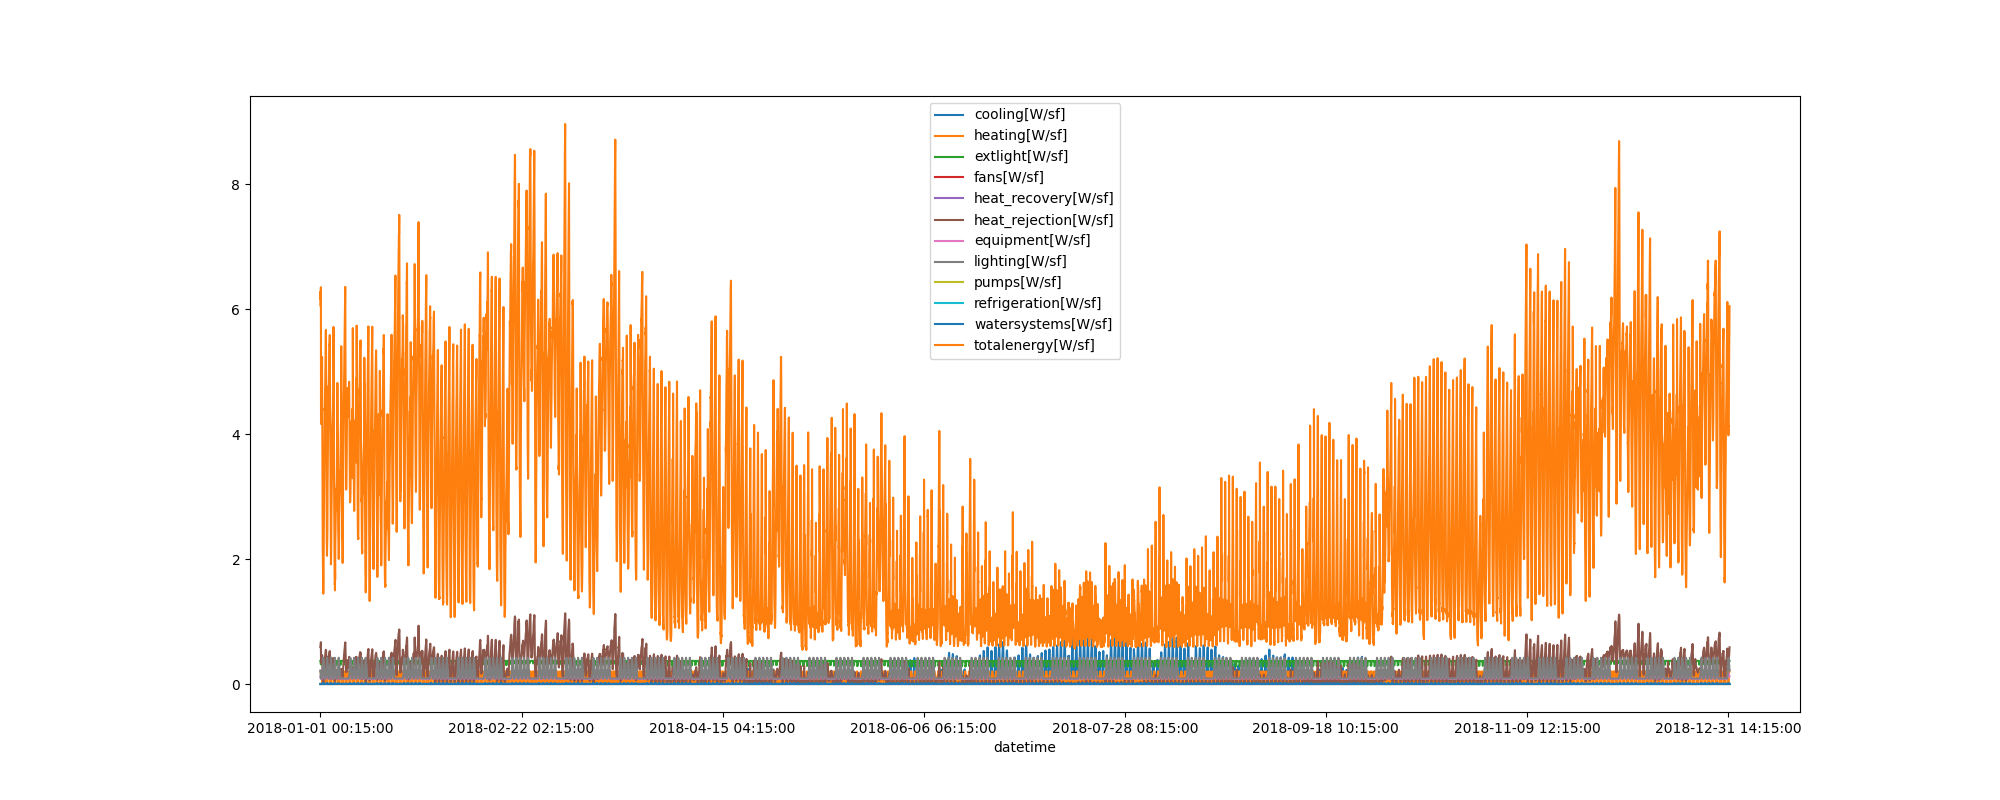 cooling[W/sf]
heating[W/sf]
extlight[W/sf]
fans[W/sf]
heat_recovery[W/sf]
heat_rejection[W/sf]
equipment[W/sf]
lighting[W/sf]
pumps[W/sf]
refrigeration[W/sf]
watersystems[W/sf]
totalenergy[W/sf]
8
6
4
2
0
2018-01-01 00:15:00 2018-02-22 02:15:00 2018-04-15 04:15:00 2018-06-06 06:15:00 2018-07-28 08:15:00 2018-09-18 10:15:00 2018-11-09 12:15:00 2018-12-31 14:15:00
datetime